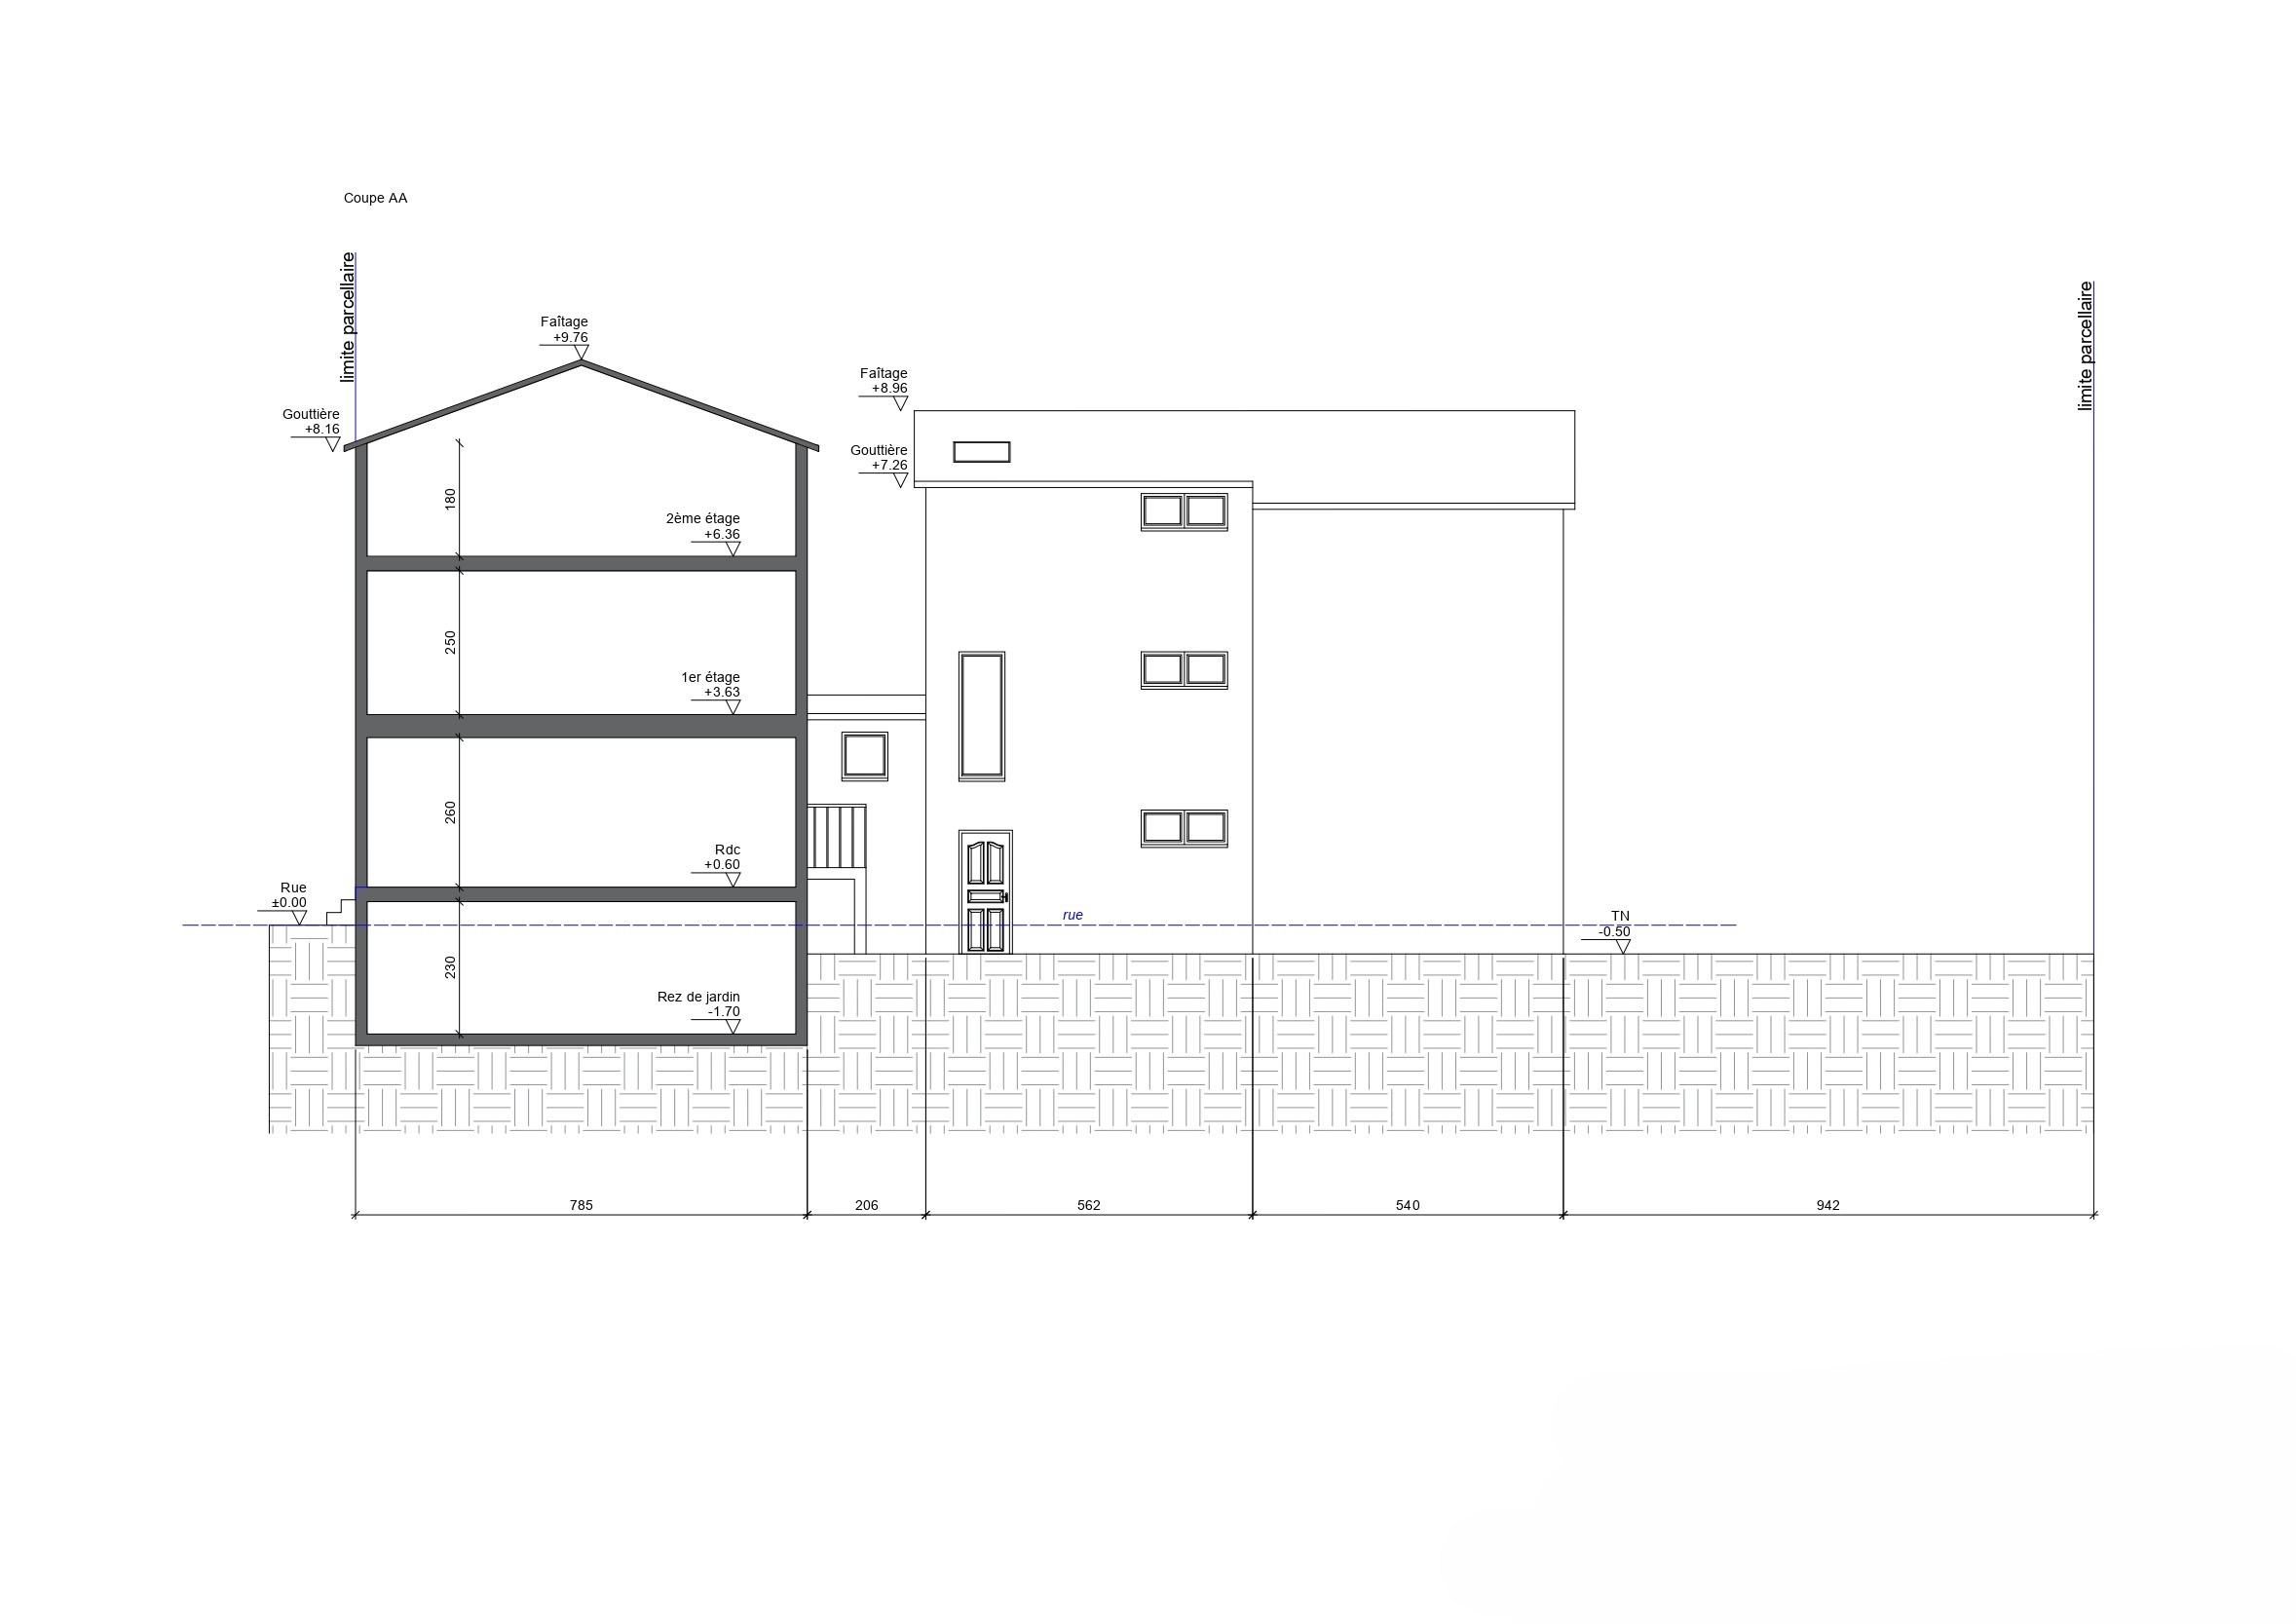 Coupe AA
limite parcellaire
limite parcellaire
Faîtage
+9.76
Faîtage
+8.96
Gouttière
+8.16
Gouttière
+7.26
180
2ème étage
+6.36
250
1er étage
+3.63
260
Rdc
+0.60
Rue
±0.00
rue
TN
-0.50
230
Rez de jardin
-1.70
785
206
562
540
942